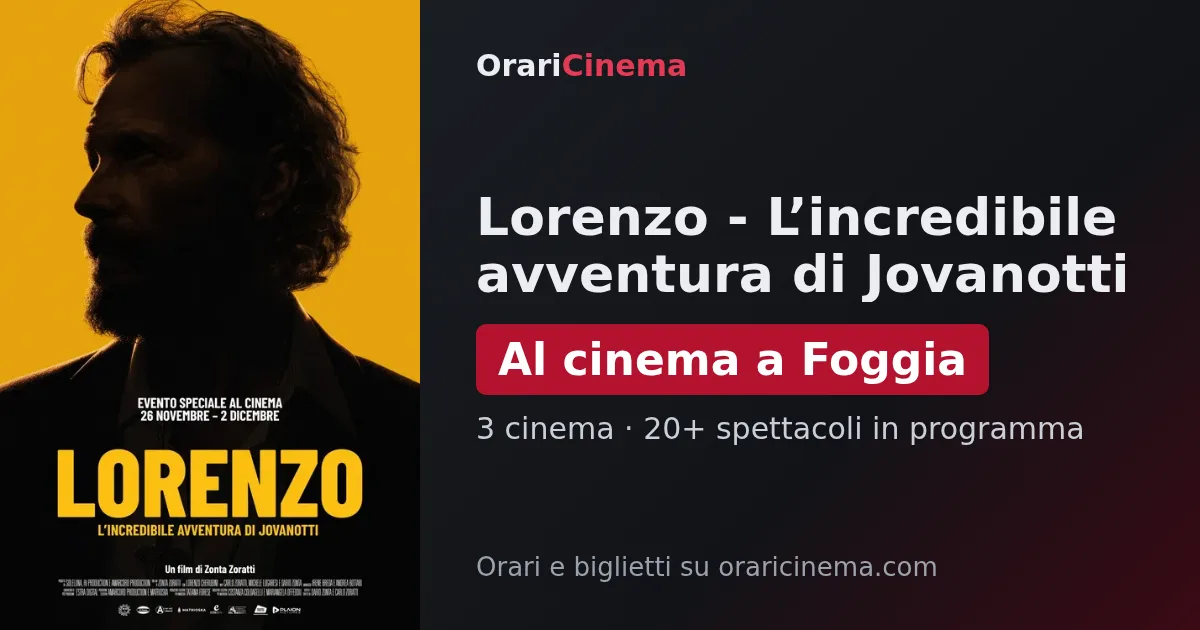 EVENTO SPECIALE AL CINEMA
26 NOVEMBRE – 2 DICEMBRE
LORENZO
L'INCREDIBILE AVVENTURA DI JOVANOTTI
Un film di Zonta Zoratti
PLAION
OrariCinema
Lorenzo - L’incredibile
avventura di Jovanotti
Al cinema a Foggia
3 cinema · 20+ spettacoli in programma
Orari e biglietti su oraricinema.com